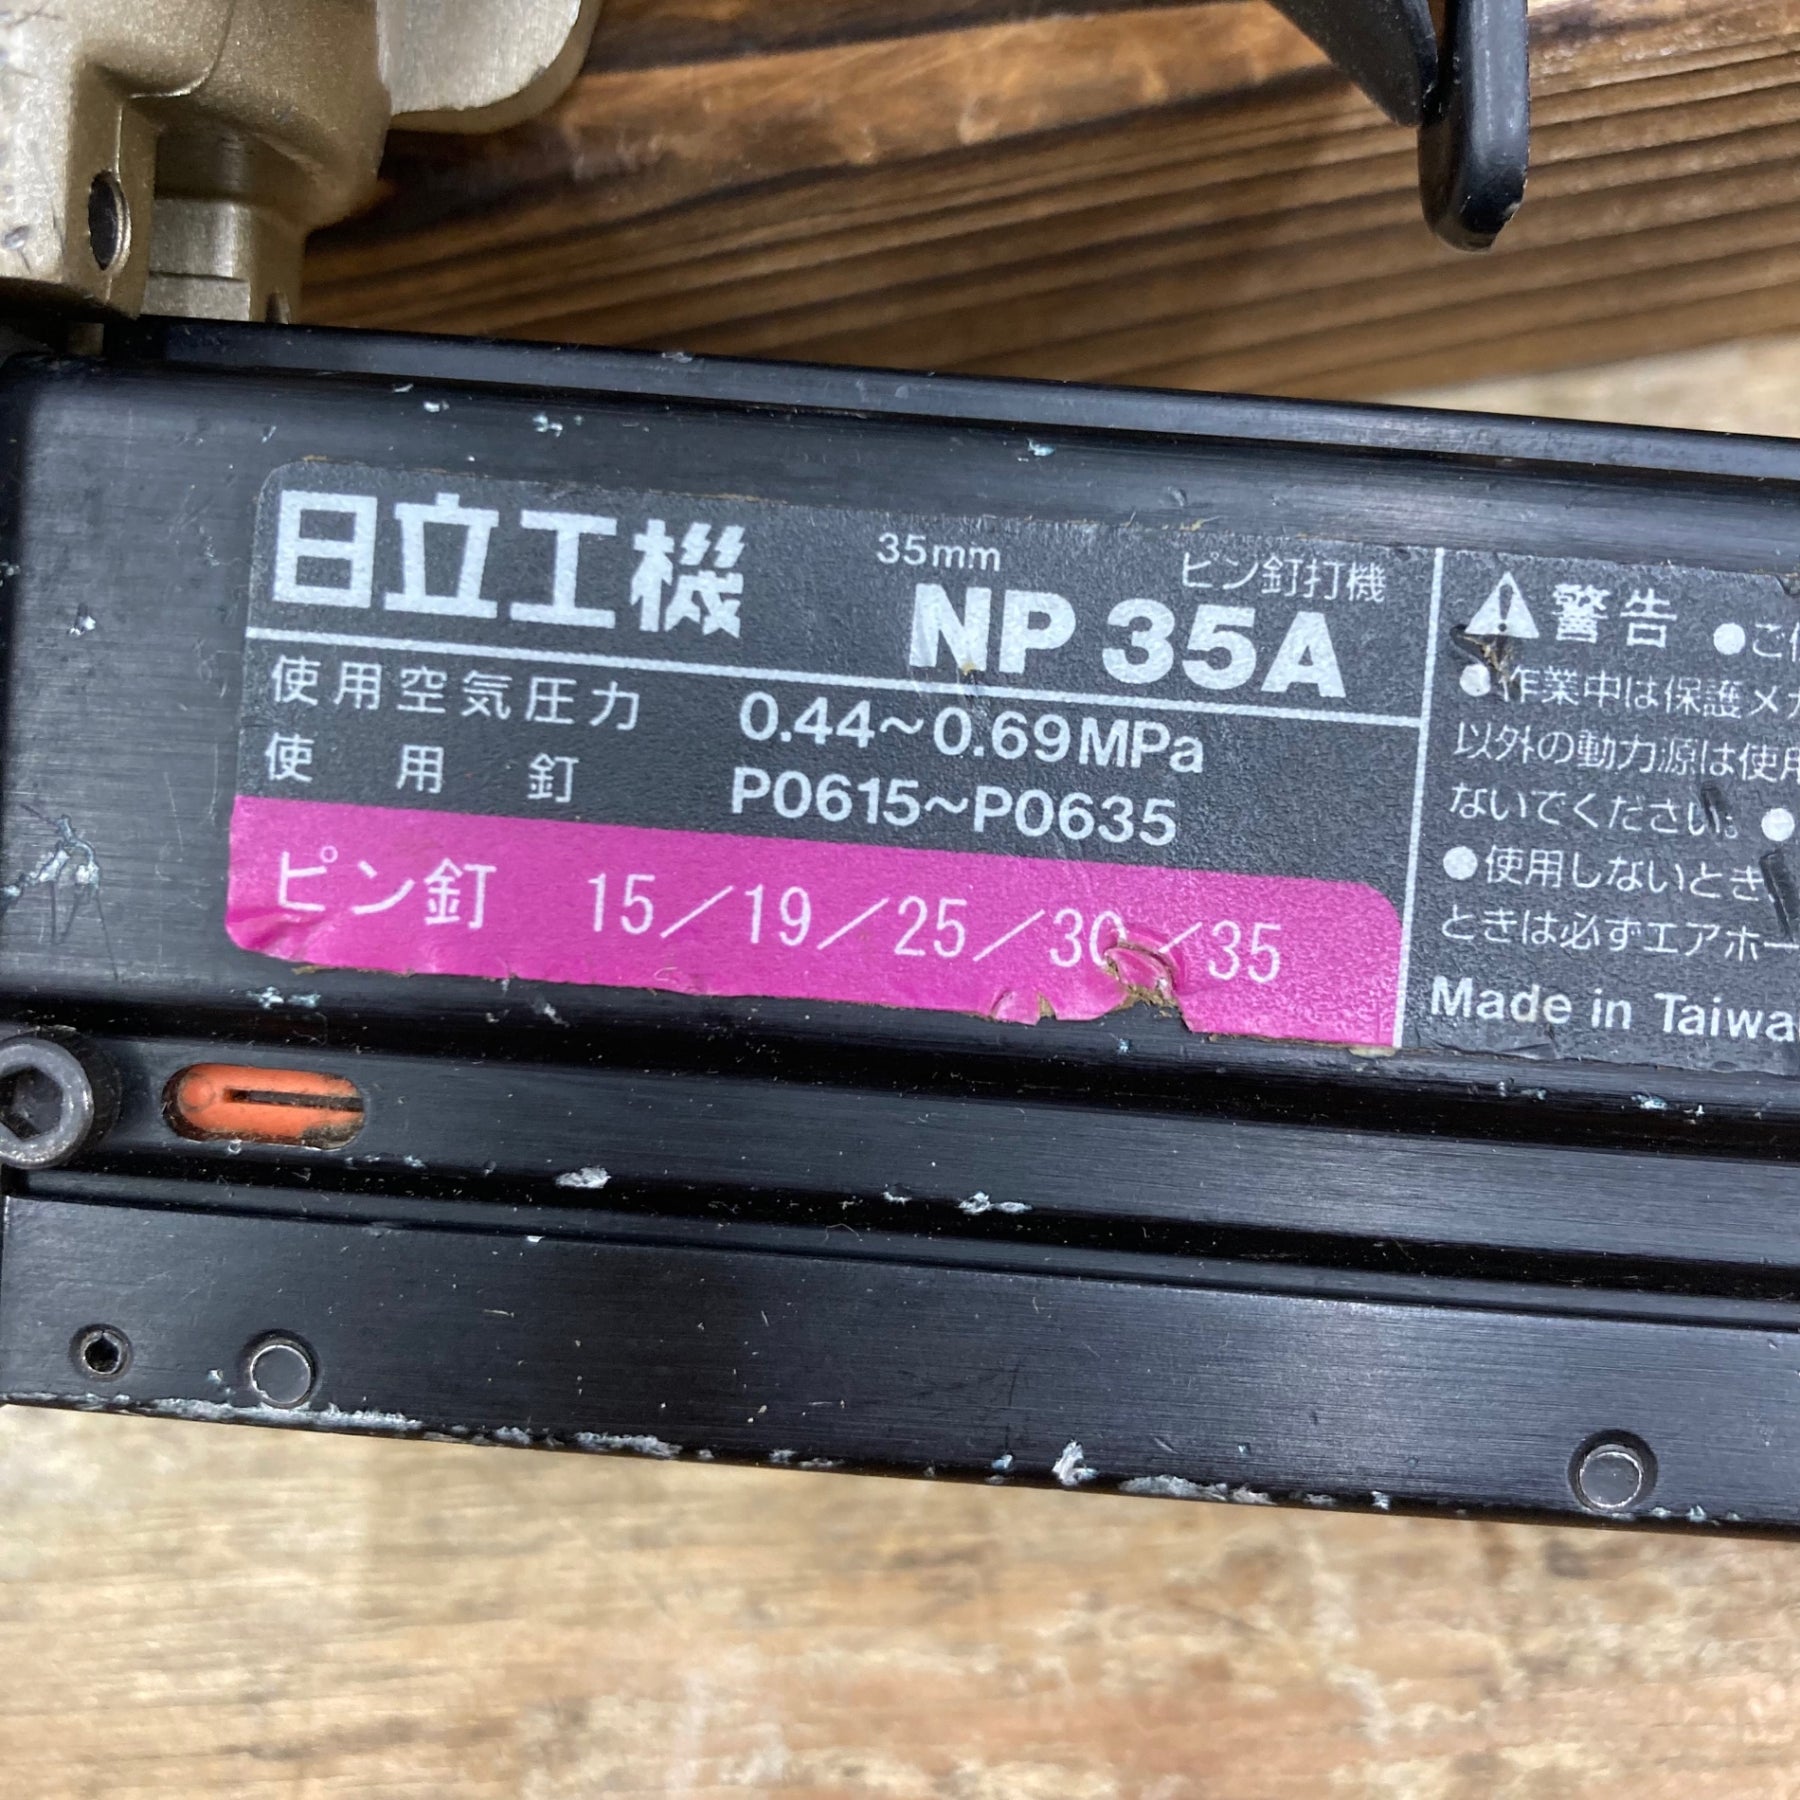 日立工機
35mm ピン釘打機
NP 35A
使用空気圧力 0.44～0.69MPa
使用釘 P0615～P0635
ピン釘 15／19／25／30／35
警告 ●ご
●作業中は保護メガ
以外の動力源は使用
ないでください。●
●使用しないとき
ときは必ずエアホー
Made in Taiwa